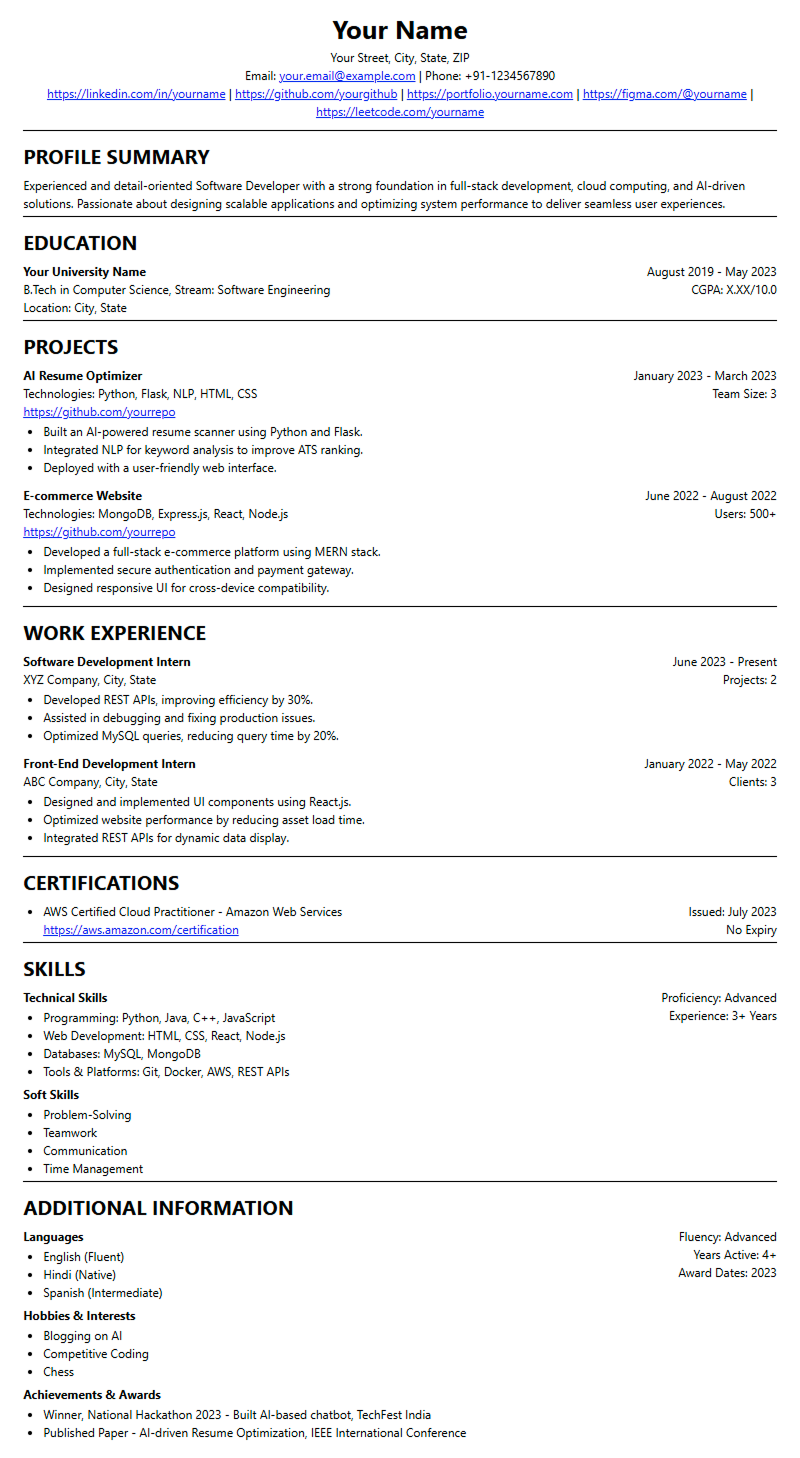 Your Name
Your Street, City, State, ZIP
Email: your.email@example.com | Phone: +91-1234567890
https://linkedin.com/in/yourname | https://github.com/yourgithub | https://portfolio.yourname.com | https://figma.com/@yourname |
https://leetcode.com/yourname
PROFILE SUMMARY
Experienced and detail-oriented Software Developer with a strong foundation in full-stack development, cloud computing, and AI-driven
solutions. Passionate about designing scalable applications and optimizing system performance to deliver seamless user experiences.
EDUCATION
Your University Name August 2019 - May 2023
B.Tech in Computer Science, Stream: Software Engineering CGPA: X.XX/10.0
Location: City, State
PROJECTS
AI Resume Optimizer January 2023 - March 2023
Technologies: Python, Flask, NLP, HTML, CSS Team Size: 3
https://github.com/yourrepo
• Built an AI-powered resume scanner using Python and Flask.
• Integrated NLP for keyword analysis to improve ATS ranking.
• Deployed with a user-friendly web interface.
E-commerce Website June 2022 - August 2022
Technologies: MongoDB, Express.js, React, Node.js Users: 500+
https://github.com/yourrepo
• Developed a full-stack e-commerce platform using MERN stack.
• Implemented secure authentication and payment gateway.
• Designed responsive UI for cross-device compatibility.
WORK EXPERIENCE
Software Development Intern June 2023 - Present
XYZ Company, City, State Projects: 2
• Developed REST APIs, improving efficiency by 30%.
• Assisted in debugging and fixing production issues.
• Optimized MySQL queries, reducing query time by 20%.
Front-End Development Intern January 2022 - May 2022
ABC Company, City, State Clients: 3
• Designed and implemented UI components using React.js.
• Optimized website performance by reducing asset load time.
• Integrated REST APIs for dynamic data display.
CERTIFICATIONS
• AWS Certified Cloud Practitioner - Amazon Web Services Issued: July 2023
https://aws.amazon.com/certification No Expiry
SKILLS
Technical Skills Proficiency: Advanced
Experience: 3+ Years
• Programming: Python, Java, C++, JavaScript
• Web Development: HTML, CSS, React, Node.js
• Databases: MySQL, MongoDB
• Tools & Platforms: Git, Docker, AWS, REST APIs
Soft Skills
• Problem-Solving
• Teamwork
• Communication
• Time Management
ADDITIONAL INFORMATION
Languages Fluency: Advanced
• English (Fluent) Years Active: 4+
• Hindi (Native) Award Dates: 2023
• Spanish (Intermediate)
Hobbies & Interests
• Blogging on AI
• Competitive Coding
• Chess
Achievements & Awards
• Winner, National Hackathon 2023 - Built AI-based chatbot, TechFest India
• Published Paper - AI-driven Resume Optimization, IEEE International Conference